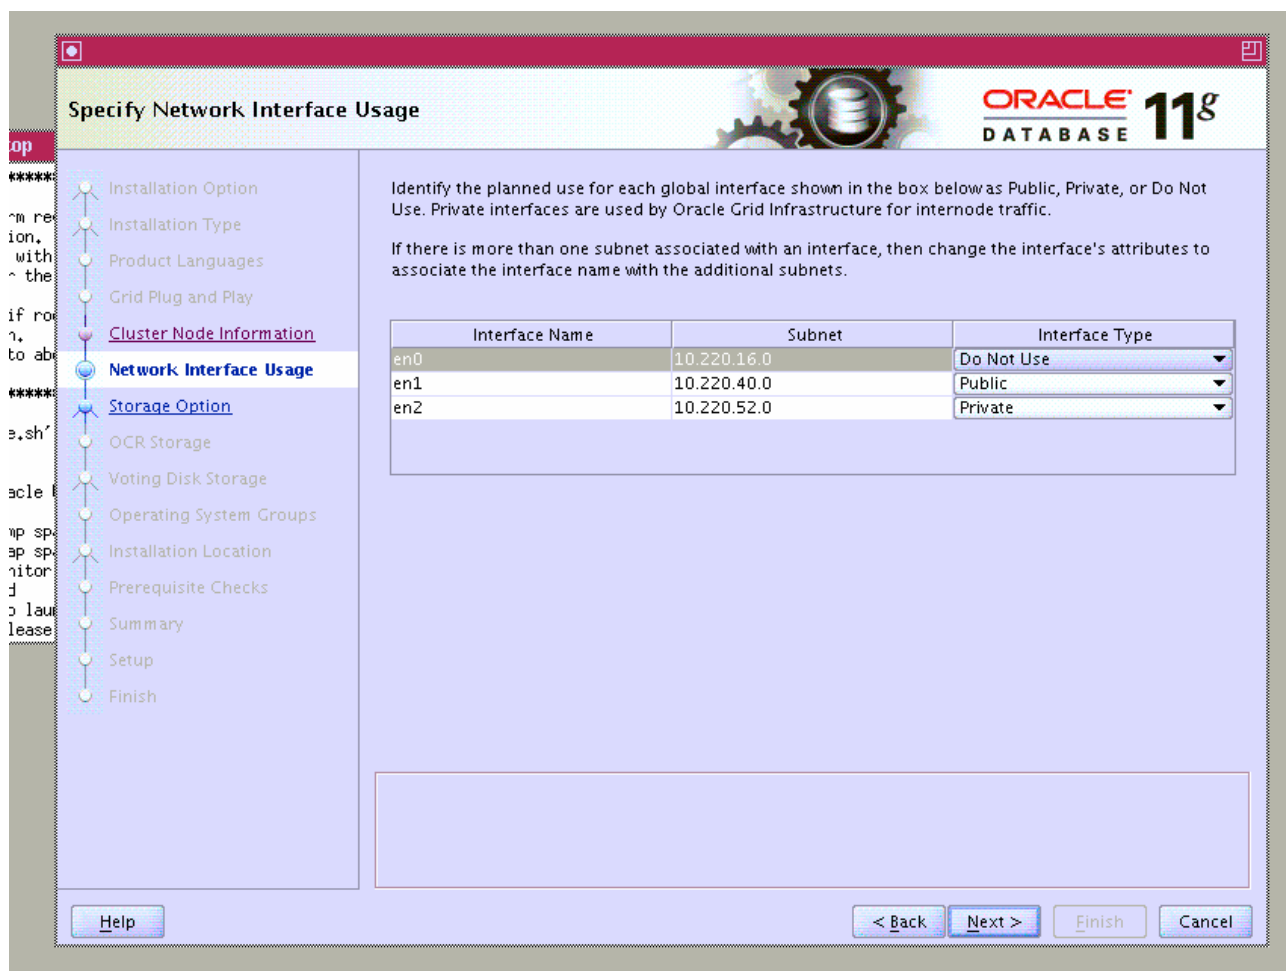 Specify Network Interface Usage
ORACLE
DATABASE
11g
Installation Option
Installation Type
Product Languages
Grid Plug and Play
Cluster Node Information
Network Interface Usage
Storage Option
OCR Storage
Voting Disk Storage
Operating System Groups
Installation Location
Prerequisite Checks
Summary
Setup
Finish
Identify the planned use for each global interface shown in the box below as Public, Private, or Do Not
Use. Private interfaces are used by Oracle Grid Infrastructure for internode traffic.
If there is more than one subnet associated with an interface, then change the interface's attributes to
associate the interface name with the additional subnets.
Interface Name Subnet Interface Type
en0 10.220.16.0 Do Not Use
en1 10.220.40.0 Public
en2 10.220.52.0 Private
Help
< Back
Next >
Finish
Cancel
*****
ion.
with
the
if
to
*****
e.sh'